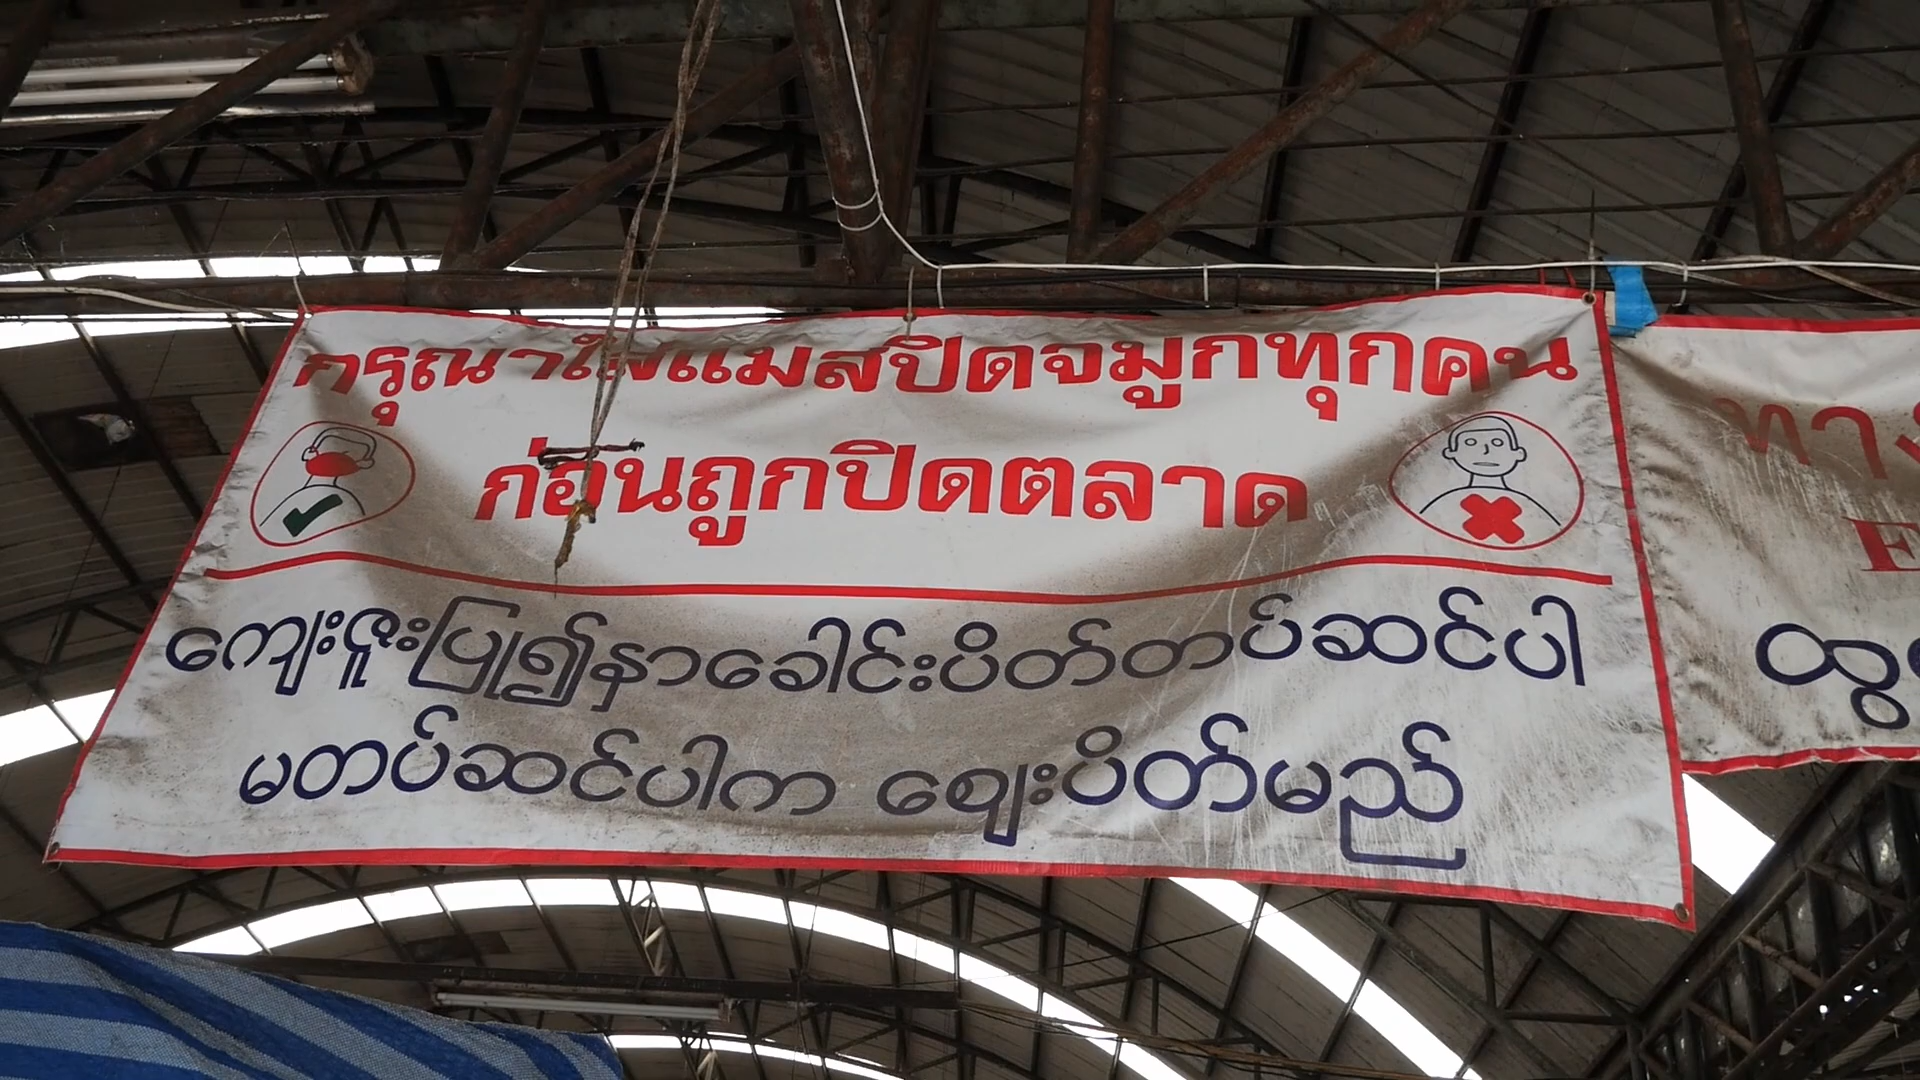 กรุณาใส่แมสปิดจมูกทุกคน
ก่อนถูกปิดตลาด
ကျေးဇူးပြု၍နှာခေါင်းပိတ်တပ်ဆင်ပါ
မတပ်ဆင်ပါက ဈေးပိတ်မည်